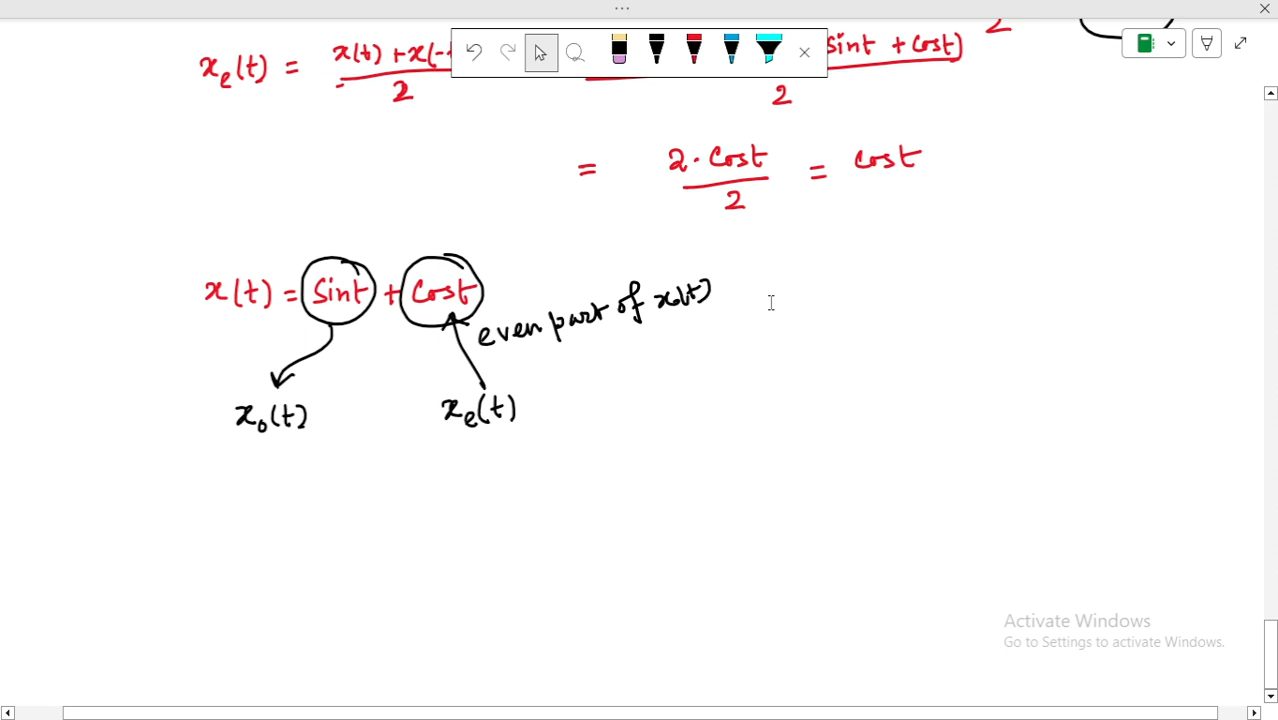 x(t) + x(-
sint + cost)
2
xe(t) =
2
2
= 2 · Cost = cost
2
x(t) = Sint + Cost
even part of x(t)
xo(t)
xe(t)
Activate Windows
Go to Settings to activate Windows.